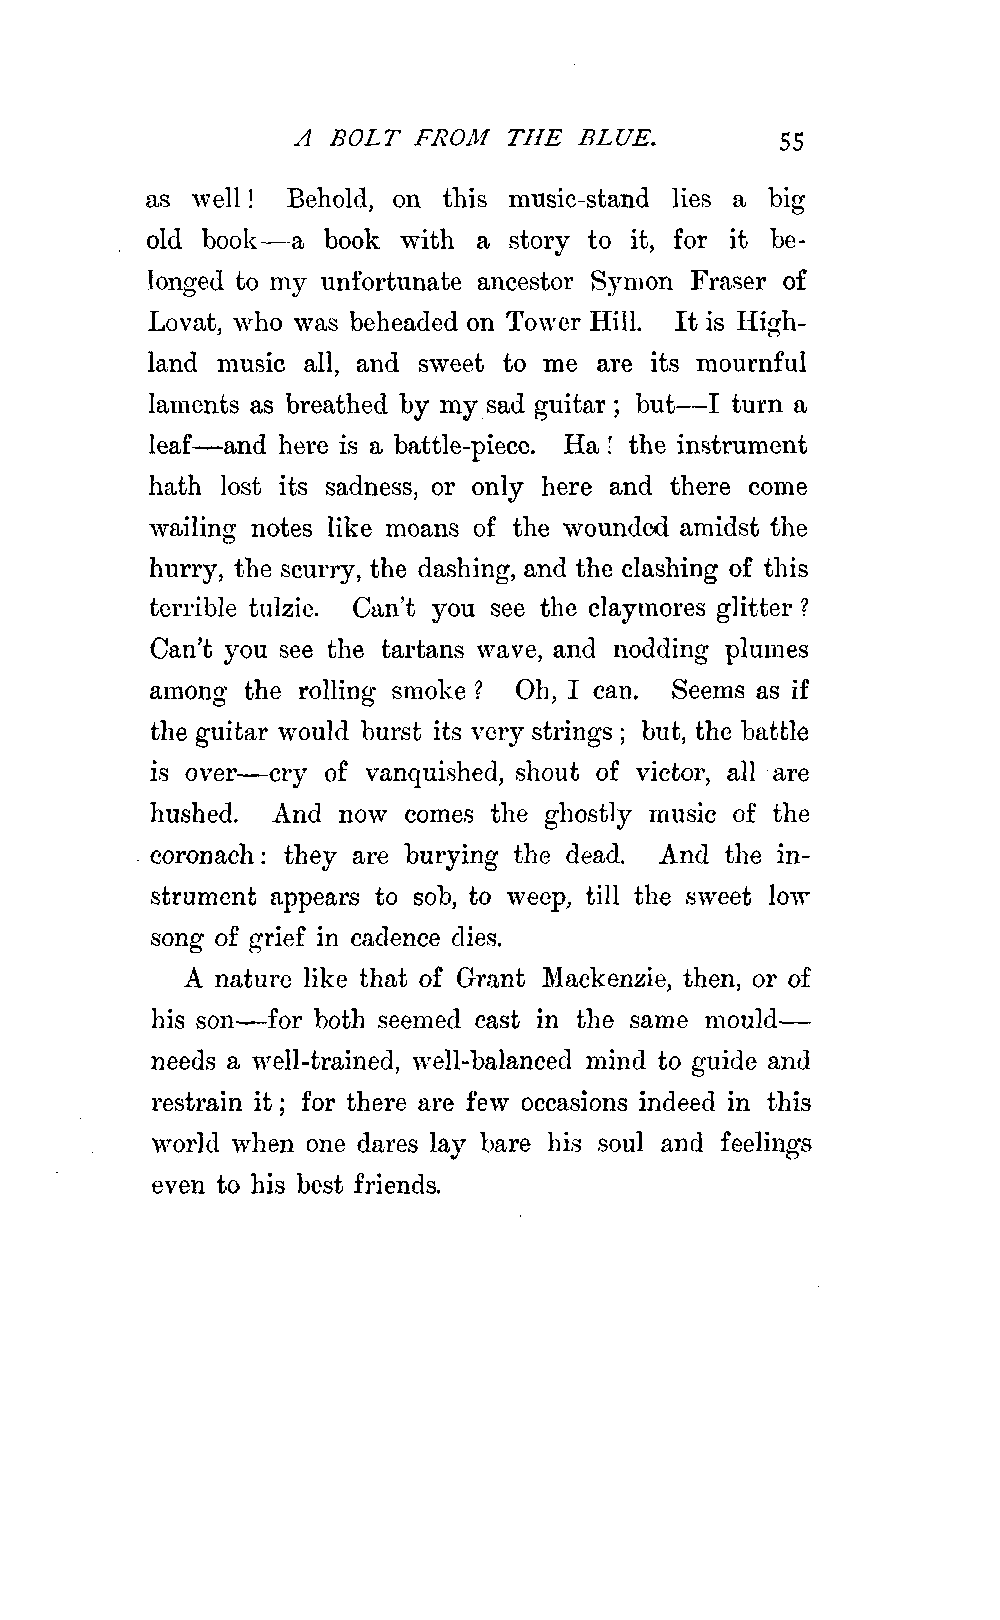 A BOLT FROM THE BLUE. 55
as well! Behold, on this music-stand lies a big
old book—a book with a story to it, for it be-
longed to my unfortunate ancestor Symon Fraser of
Lovat, who was beheaded on Tower Hill. It is High-
land music all, and sweet to me are its mournful
laments as breathed by my sad guitar; but—I turn a
leaf—and here is a battle-piece. Ha! the instrument
hath lost its sadness, or only here and there come
wailing notes like moans of the wounded amidst the
hurry, the scurry, the dashing, and the clashing of this
terrible tulzie. Can't you see the claymores glitter?
Can't you see the tartans wave, and nodding plumes
among the rolling smoke? Oh, I can. Seems as if
the guitar would burst its very strings; but, the battle
is over—cry of vanquished, shout of victor, all are
hushed. And now comes the ghostly music of the
coronach: they are burying the dead. And the in-
strument appears to sob, to weep, till the sweet low
song of grief in cadence dies.
A nature like that of Grant Mackenzie, then, or of
his son—for both seemed cast in the same mould—
needs a well-trained, well-balanced mind to guide and
restrain it; for there are few occasions indeed in this
world when one dares lay bare his soul and feelings
even to his best friends.